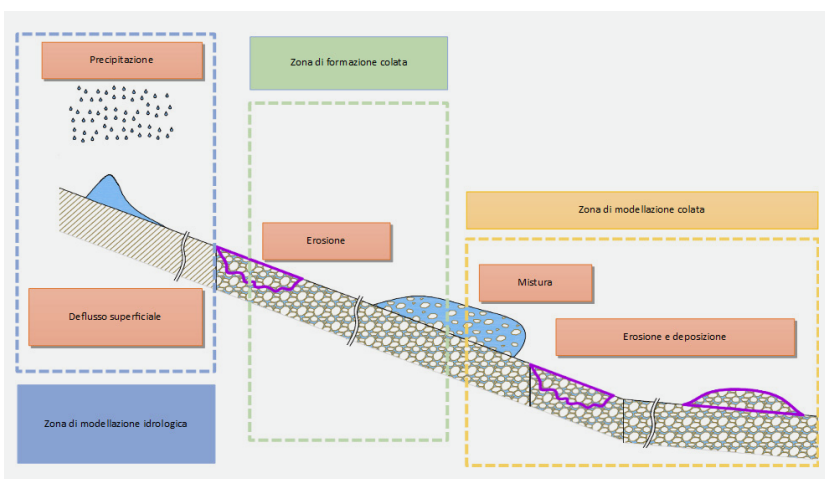 Precipitazione
Zona di formazione colata
Zona di modellazione colata
Erosione
Mistura
Deflusso superficiale
Erosione e deposizione
Zona di modellazione idrologica